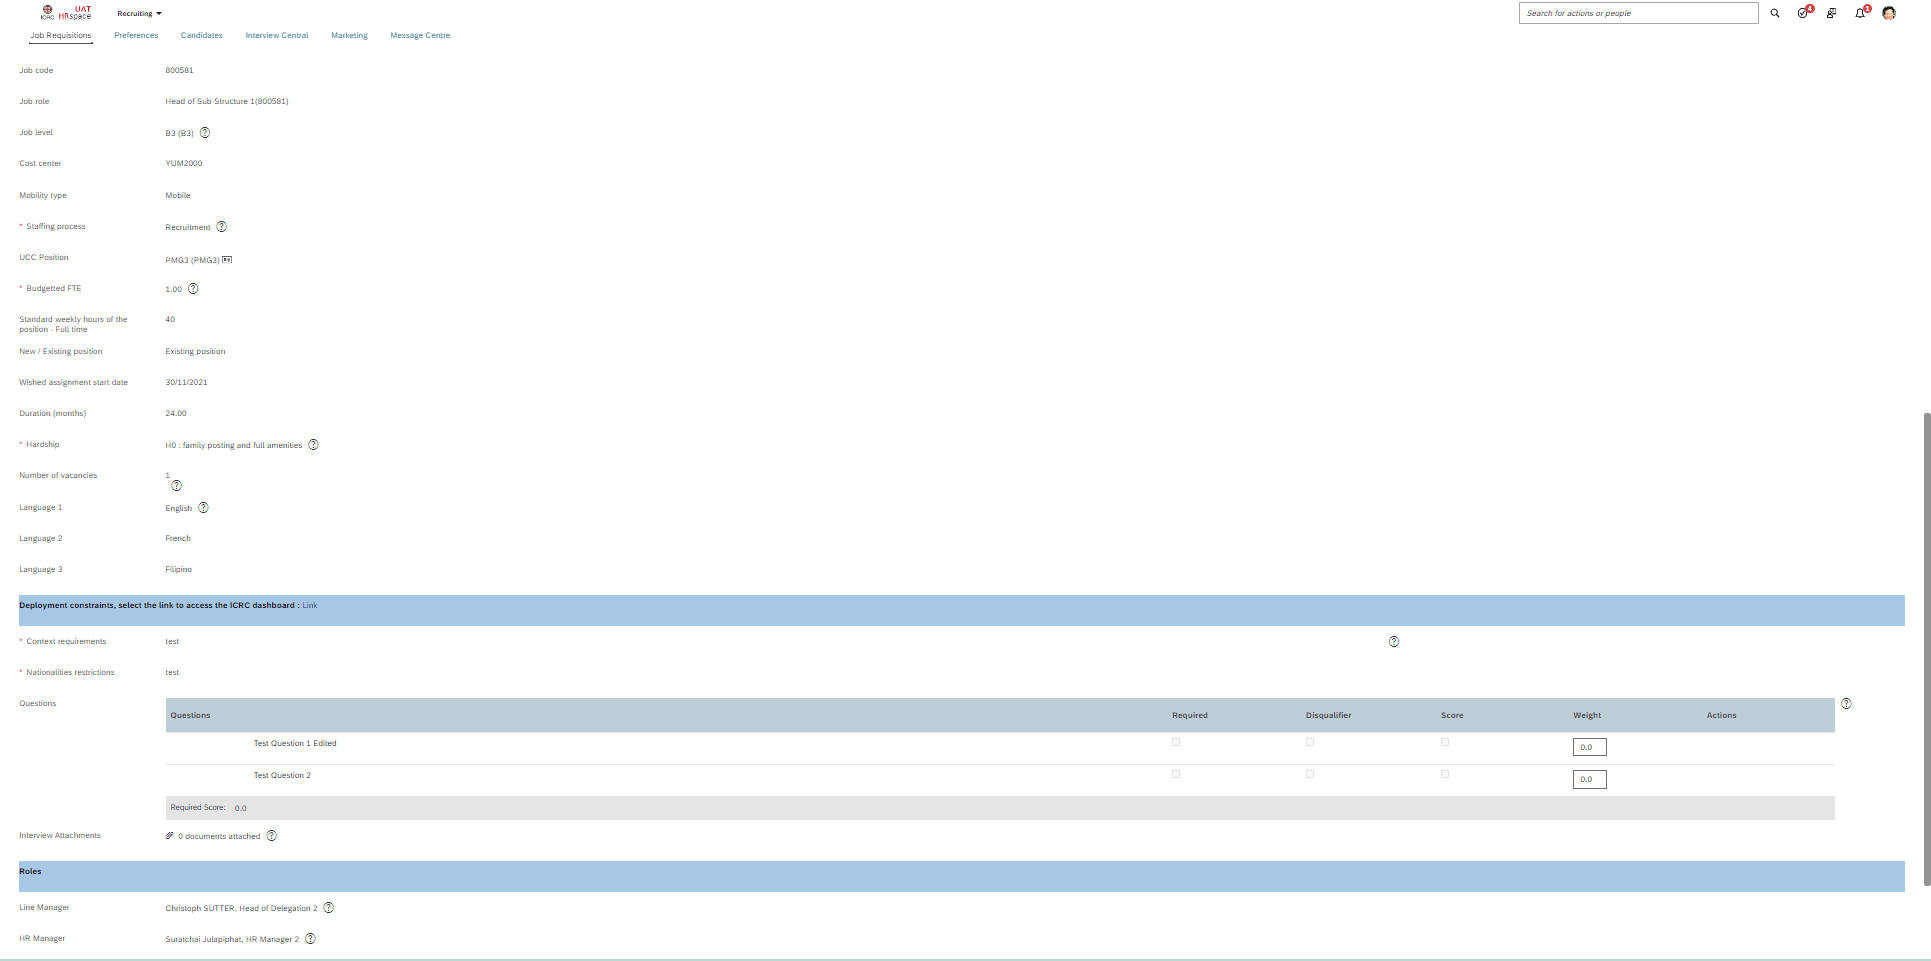 ICRC UAT HRspace Recruiting Search for actions or people 4 1
Job Requisitions Preferences Candidates Interview Central Marketing Message Centre
Job code 800581
Job role Head of Sub-Structure 1(800581)
Job level B3 (B3) ?
Cost center YUM2000
Mobility type Mobile
* Staffing process Recruitment ?
UCC Position PMG3 (PMG3)
* Budgetted FTE 1.00 ?
Standard weekly hours of the position - Full time 40
New / Existing position Existing position
Wished assignment start date 30/11/2021
Duration (months) 24.00
* Hardship H0 : family posting and full amenities ?
Number of vacancies 1
?
Language 1 English ?
Language 2 French
Language 3 Filipino
Deployment constraints, select the link to access the ICRC dashboard : Link
* Context requirements test ?
* Nationalities restrictions test
Questions ?
Questions Required Disqualifier Score Weight Actions
Test Question 1 Edited 0.0
Test Question 2 0.0
Required Score: 0.0
Interview Attachments 0 documents attached ?
Roles
Line Manager Christoph SUTTER, Head of Delegation 2 ?
HR Manager Suratchai Julapiphat, HR Manager 2 ?